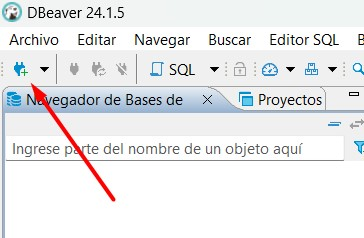 DBeaver 24.1.5
Archivo Editar Navegar Buscar Editor SQL B
SQL
Navegador de Bases de Proyectos
Ingrese parte del nombre de un objeto aquí